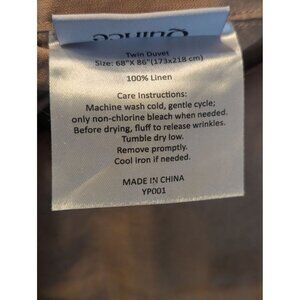 Quince
Twin Duvet
Size: 68"X 86"(173x218 cm)
100% Linen
Care Instructions:
Machine wash cold, gentle cycle;
only non-chlorine bleach when needed.
Before drying, fluff to release wrinkles.
Tumble dry low.
Remove promptly.
Cool iron if needed.
MADE IN CHINA
YP001